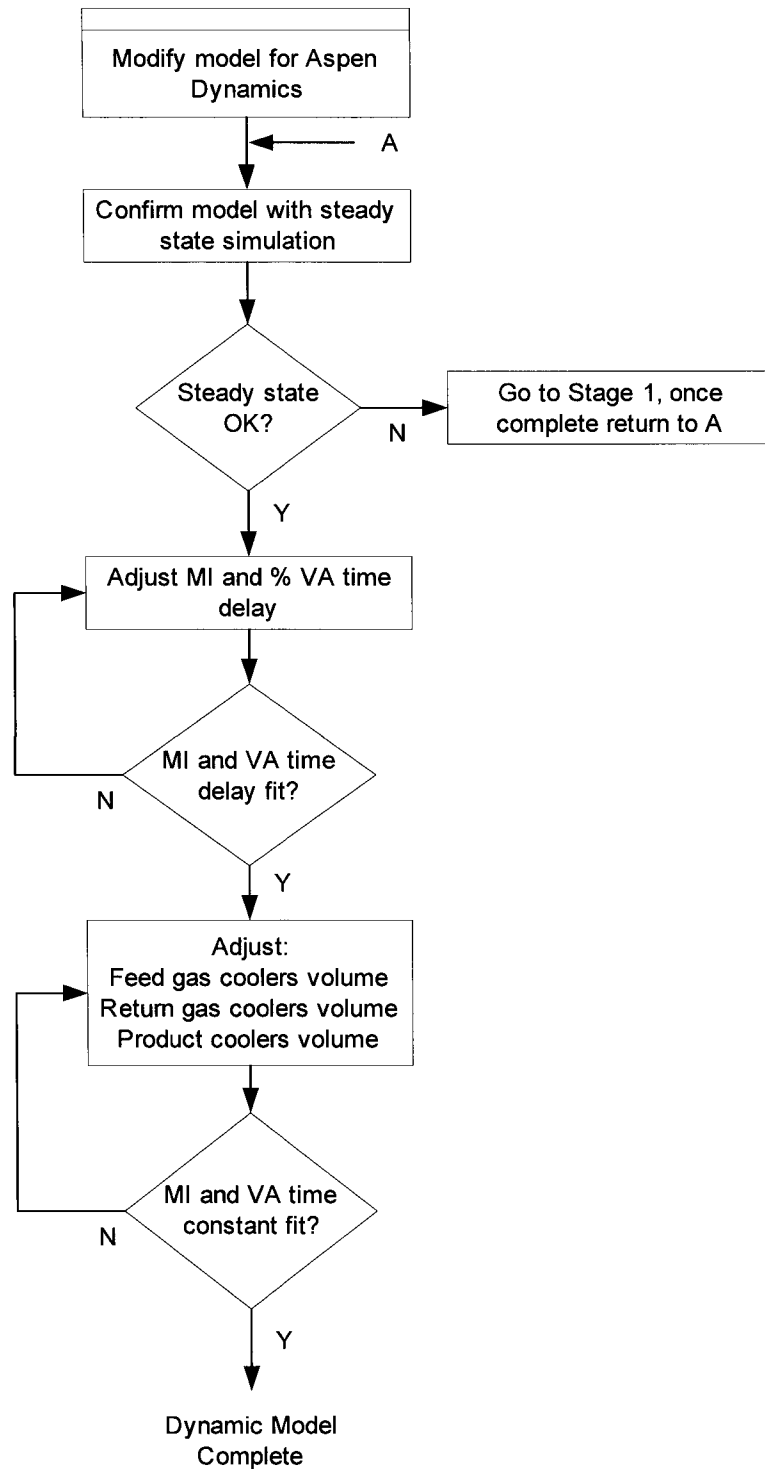 Modify model for Aspen
Dynamics
A
Confirm model with steady
state simulation
Steady state
OK?
N
Go to Stage 1, once
complete return to A
Y
Adjust MI and % VA time
delay
MI and VA time
delay fit?
N
Y
Adjust:
Feed gas coolers volume
Return gas coolers volume
Product coolers volume
MI and VA time
constant fit?
N
Y
Dynamic Model
Complete